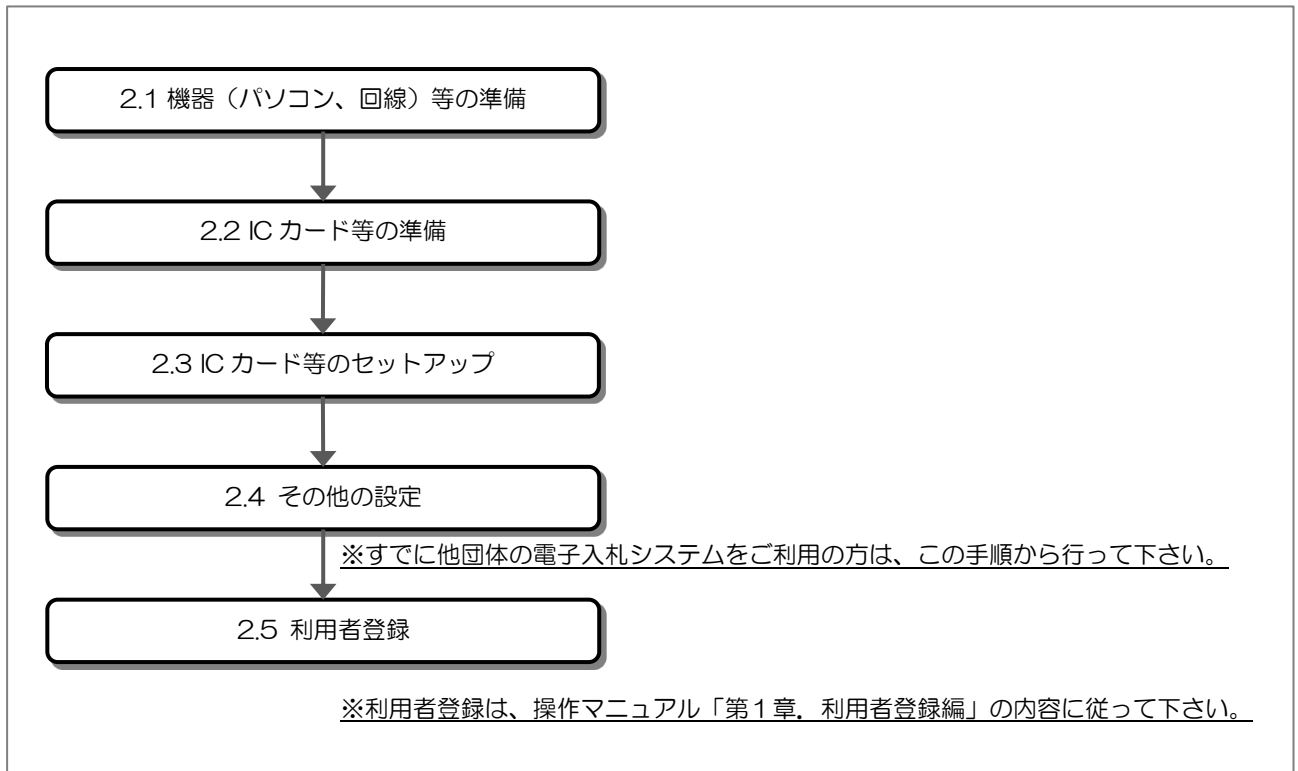 2.1 機器（パソコン、回線）等の準備
2.2 IC カード等の準備
2.3 IC カード等のセットアップ
2.4 その他の設定
※すでに他団体の電子入札システムをご利用の方は、この手順から行って下さい。
2.5 利用者登録
※利用者登録は、操作マニュアル「第１章．利用者登録編」の内容に従って下さい。